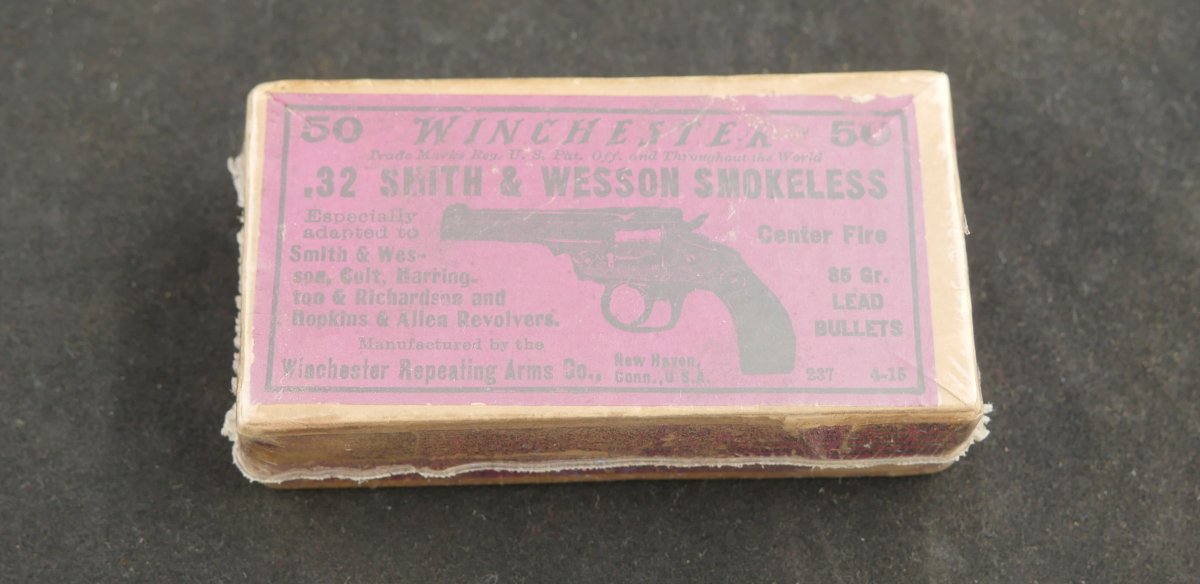 50 WINCHESTER 50
Trade Marks Reg. U. S. Pat. Off. and Throughout the World
.32 SMITH & WESSON SMOKELESS
Especially
adapted to
Smith & Wes-
son, Colt, Harring-
ton & Richardson and
Hopkins & Allen Revolvers.
Center Fire
85 Gr.
LEAD
BULLETS
Manufactured by the
Winchester Repeating Arms Co.,
New Haven,
Conn., U.S.A.
237 4-15